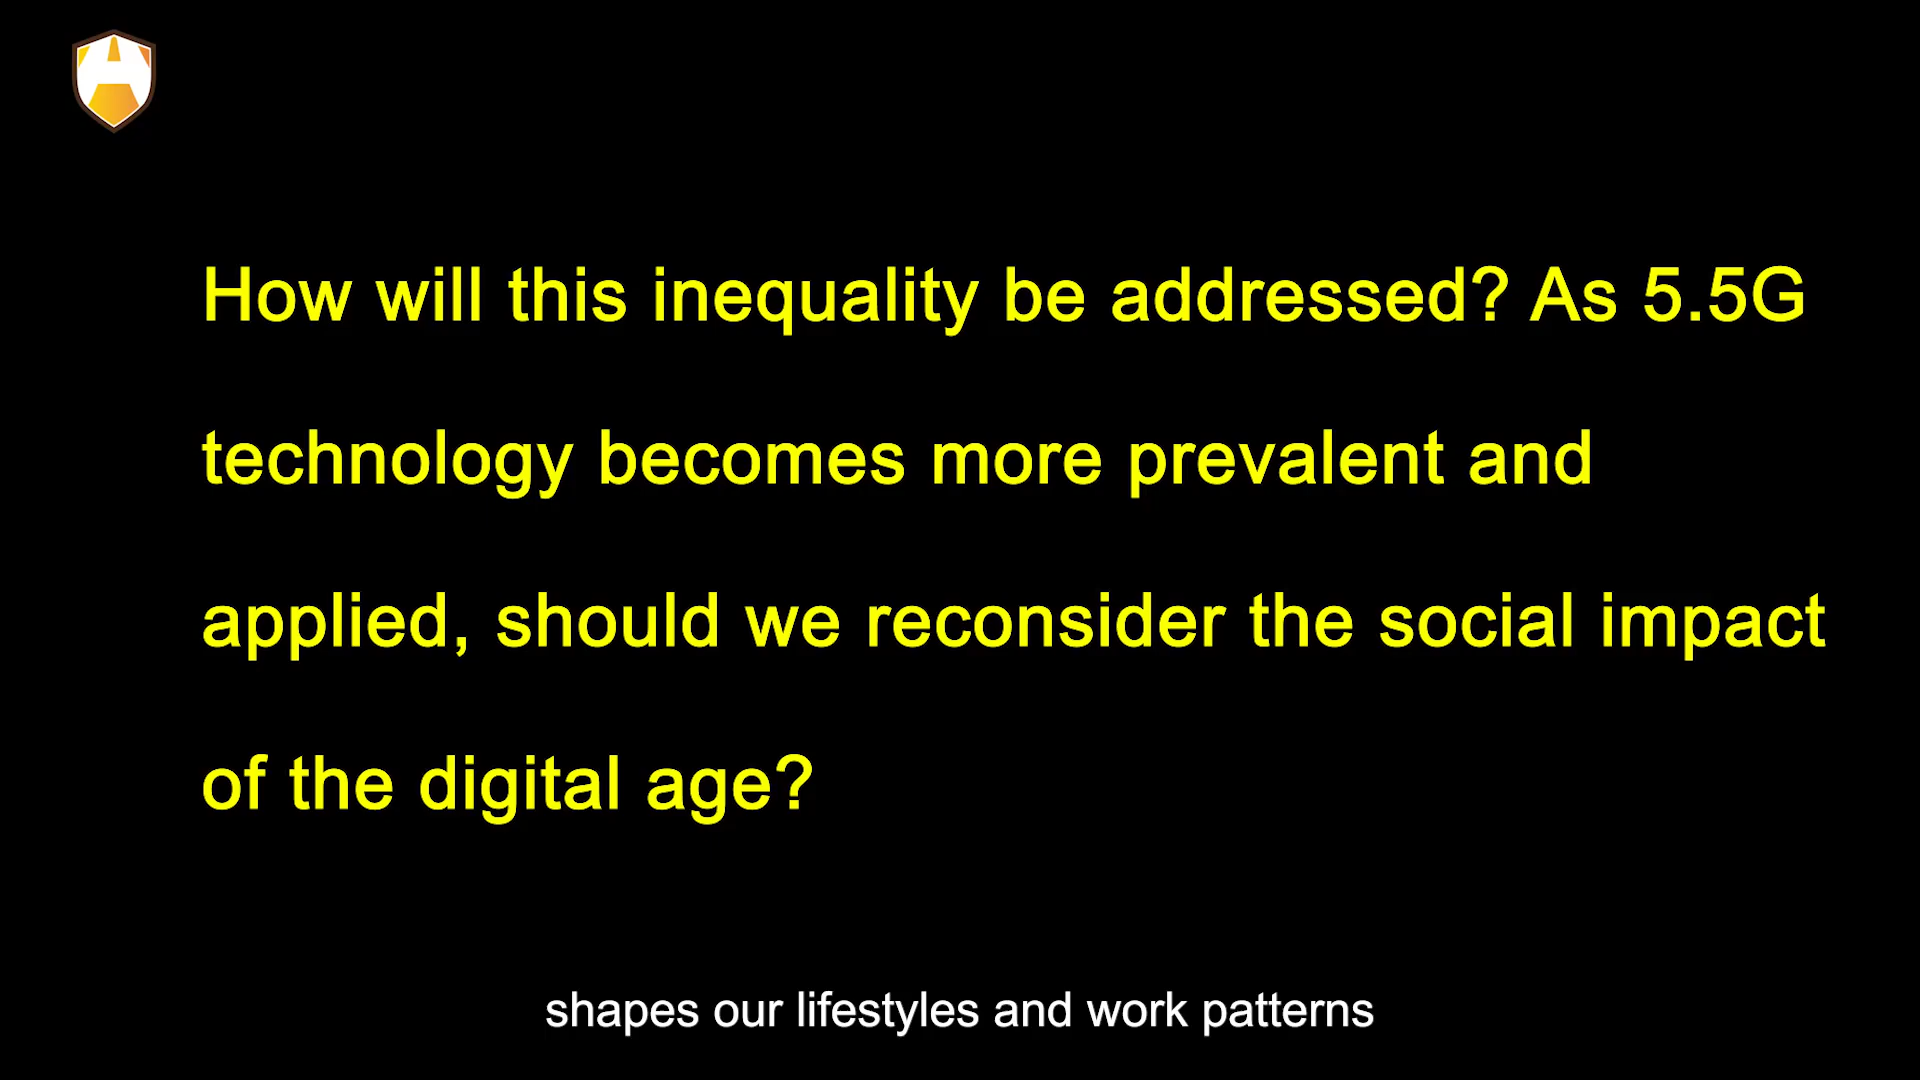 How will this inequality be addressed? As 5.5G
technology becomes more prevalent and
applied, should we reconsider the social impact
of the digital age?
shapes our lifestyles and work patterns